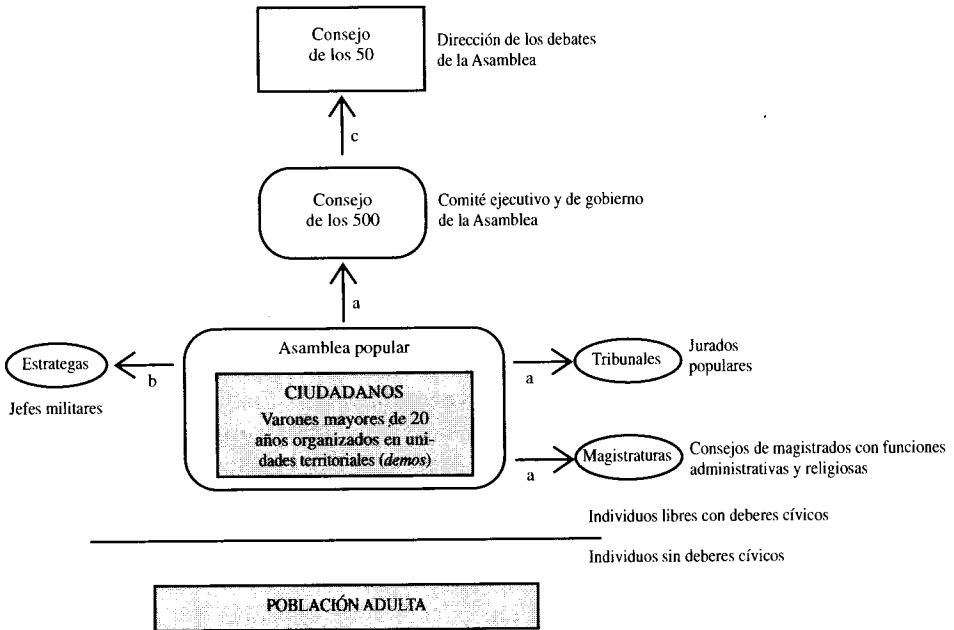 Consejo
de los 50
Dirección de los debates
de la Asamblea
c
Consejo
de los 500
Comité ejecutivo y de gobierno
de la Asamblea
a
Asamblea popular
Estrategas
b
Jefes militares
CIUDADANOS
Varones mayores de 20
años organizados en uni-
dades territoriales (demos)
a
Tribunales
Jurados
populares
a
Magistraturas
Consejos de magistrados con funciones
administrativas y religiosas
Individuos libres con deberes cívicos
Individuos sin deberes cívicos
POBLACIÓN ADULTA